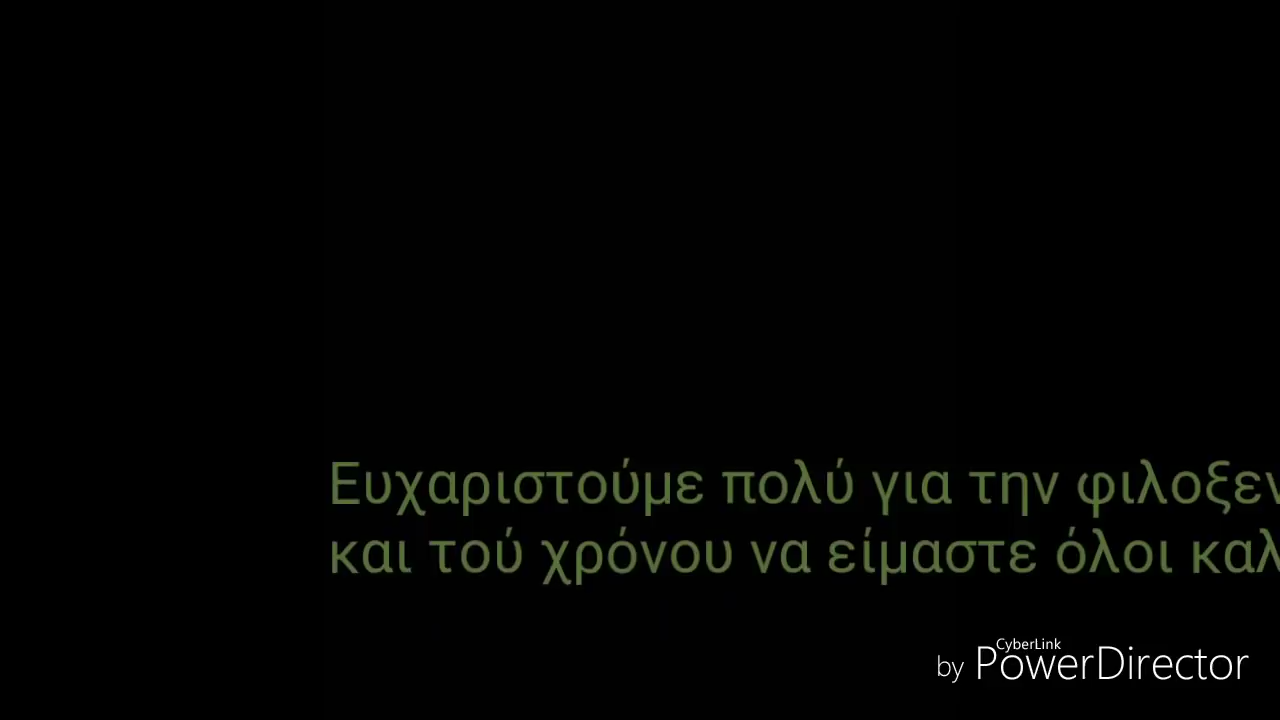 Ευχαριστούμε πολύ για την φιλοξεν
και τού χρόνου να είμαστε όλοι καλ
CyberLink
by PowerDirector